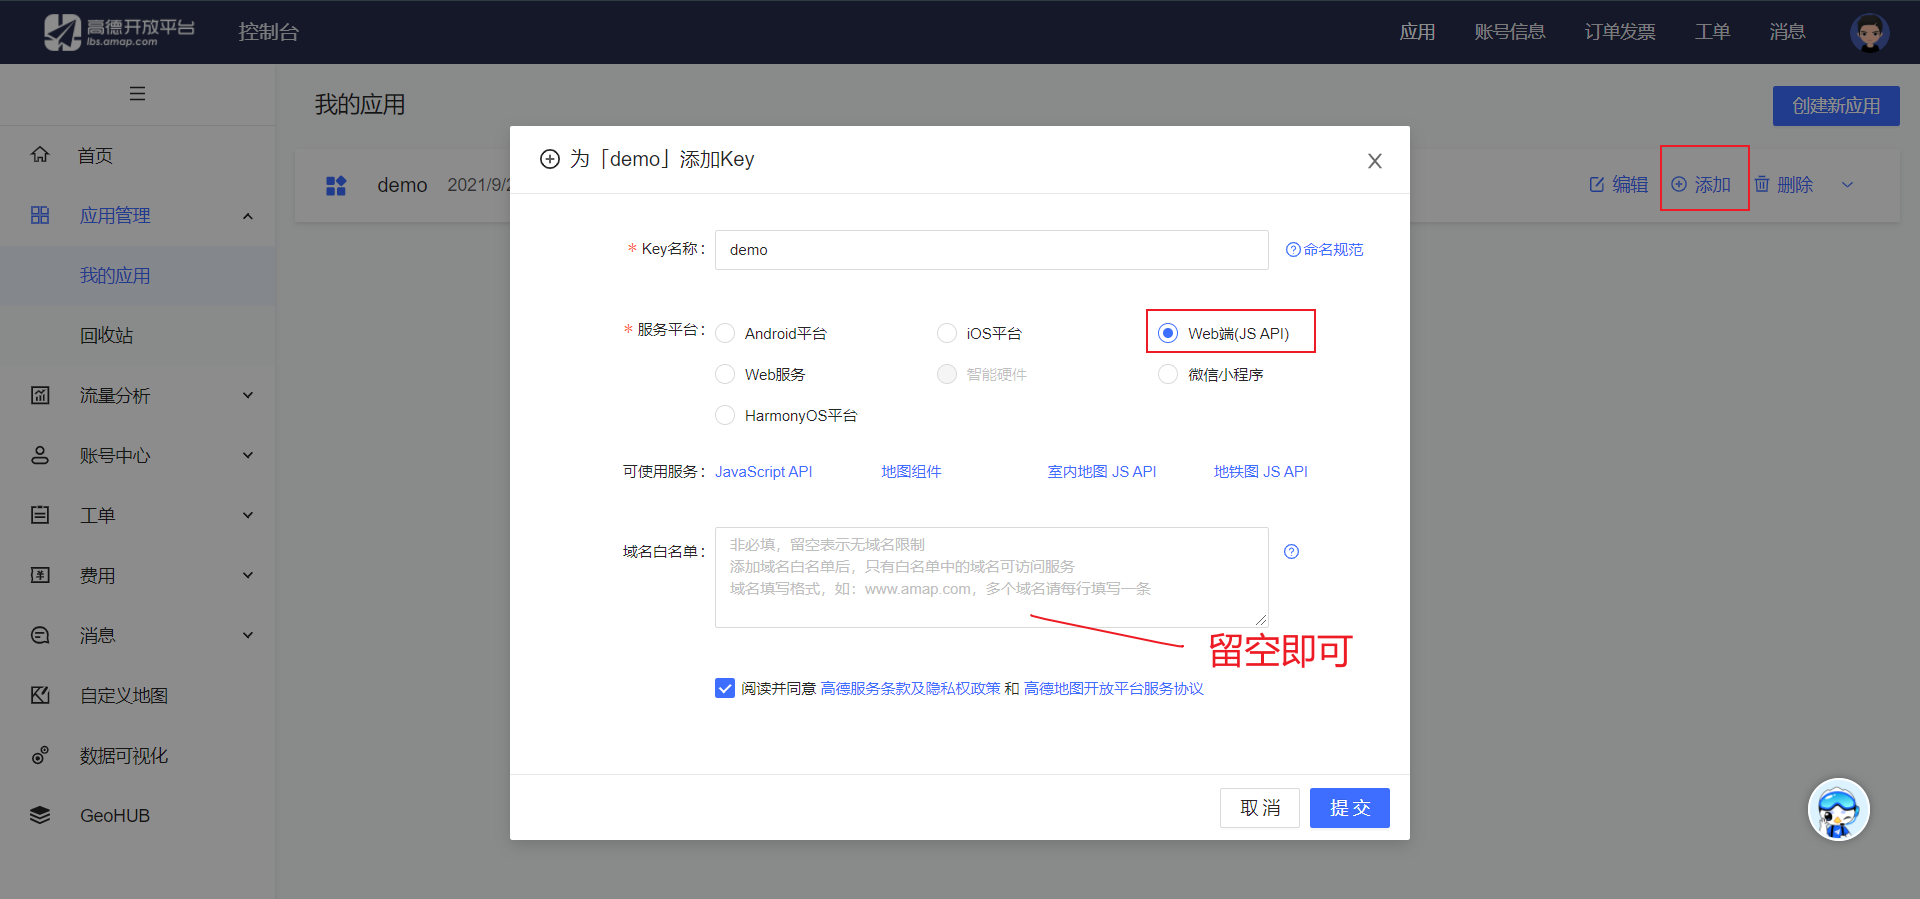 高德开放平台
lbs.amap.com
控制台
应用
账号信息
订单发票
工单
消息
我的应用
创建新应用
首页
应用管理
我的应用
回收站
流量分析
账号中心
工单
费用
消息
自定义地图
数据可视化
GeoHUB
demo 2021/9/2
编辑
添加
删除
为「demo」添加Key
* Key名称：
demo
命名规范
* 服务平台：
Android平台
iOS平台
Web端(JS API)
Web服务
智能硬件
微信小程序
HarmonyOS平台
可使用服务：
JavaScript API
地图组件
室内地图 JS API
地铁图 JS API
域名白名单：
非必填，留空表示无域名限制
添加域名白名单后，只有白名单中的域名可访问服务
域名填写格式，如：www.amap.com，多个域名请每行填写一条
留空即可
阅读并同意 高德服务条款及隐私权政策 和 高德地图开放平台服务协议
取 消
提 交